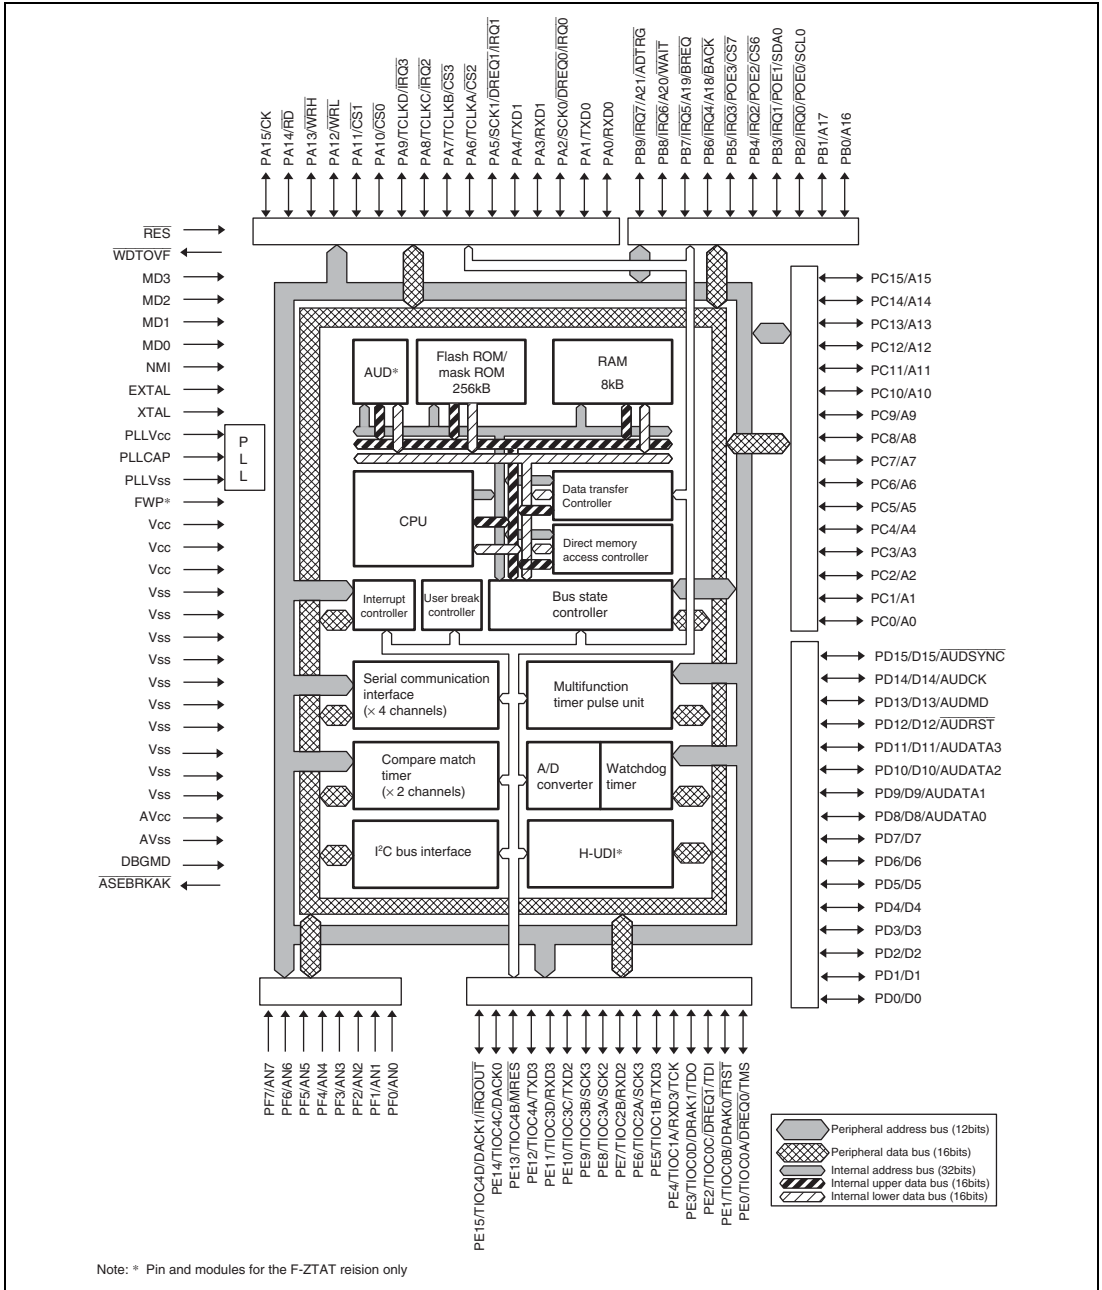 PA15/CK
PA14/RD
PA13/WRH
PA12/WRL
PA11/CS1
PA10/CS0
PA9/TCLKD/IRQ3
PA8/TCLKC/IRQ2
PA7/TCLKB/CS3
PA6/TCLKA/CS2
PA5/SCK1/DREQ1/IRQ1
PA4/TXD1
PA3/RXD1
PA2/SCK0/DREQ0/IRQ0
PA1/TXD0
PA0/RXD0
PB9/IRQ7/A21/ADTRG
PB8/IRQ6/A20/WAIT
PB7/IRQ5/A19/BREQ
PB6/IRQ4/A18/BACK
PB5/IRQ3/POE3/CS7
PB4/IRQ2/POE2/CS6
PB3/IRQ1/POE1/SDA0
PB2/IRQ0/POE0/SCL0
PB1/A17
PB0/A16
RES
WDTOVF
MD3
MD2
MD1
MD0
NMI
EXTAL
XTAL
PLLVcc
PLLCAP
PLLVss
FWP*
Vcc
Vcc
Vcc
Vss
Vss
Vss
Vss
Vss
Vss
Vss
Vss
Vss
Vss
AVcc
AVss
DBGMD
ASEBRKAK
P
L
L
AUD*
Flash ROM/
mask ROM
256kB
RAM
8kB
CPU
Data transfer
Controller
Direct memory
access controller
Interrupt
controller
User break
controller
Bus state
controller
Serial communication
interface
(× 4 channels)
Multifunction
timer pulse unit
Compare match
timer
(× 2 channels)
A/D
converter
Watchdog
timer
I²C bus interface
H-UDI*
PC15/A15
PC14/A14
PC13/A13
PC12/A12
PC11/A11
PC10/A10
PC9/A9
PC8/A8
PC7/A7
PC6/A6
PC5/A5
PC4/A4
PC3/A3
PC2/A2
PC1/A1
PC0/A0
PD15/D15/AUDSYNC
PD14/D14/AUDCK
PD13/D13/AUDMD
PD12/D12/AUDRST
PD11/D11/AUDATA3
PD10/D10/AUDATA2
PD9/D9/AUDATA1
PD8/D8/AUDATA0
PD7/D7
PD6/D6
PD5/D5
PD4/D4
PD3/D3
PD2/D2
PD1/D1
PD0/D0
PF7/AN7
PF6/AN6
PF5/AN5
PF4/AN4
PF3/AN3
PF2/AN2
PF1/AN1
PF0/AN0
PE15/TIOC4D/DACK1/IRQOUT
PE14/TIOC4C/DACK0
PE13/TIOC4B/MRES
PE12/TIOC4A/TXD3
PE11/TIOC3D/RXD3
PE10/TIOC3C/TXD2
PE9/TIOC3B/SCK3
PE8/TIOC3A/SCK2
PE7/TIOC2B/RXD2
PE6/TIOC2A/SCK3
PE5/TIOC1B/TXD3
PE4/TIOC1A/RXD3/TCK
PE3/TIOC0D/DRAK1/TDO
PE2/TIOC0C/DREQ1/TDI
PE1/TIOC0B/DRAK0/TRST
PE0/TIOC0A/DREQ0/TMS
Peripheral address bus (12bits)
Peripheral data bus (16bits)
Internal address bus (32bits)
Internal upper data bus (16bits)
Internal lower data bus (16bits)
Note: * Pin and modules for the F-ZTAT reision only